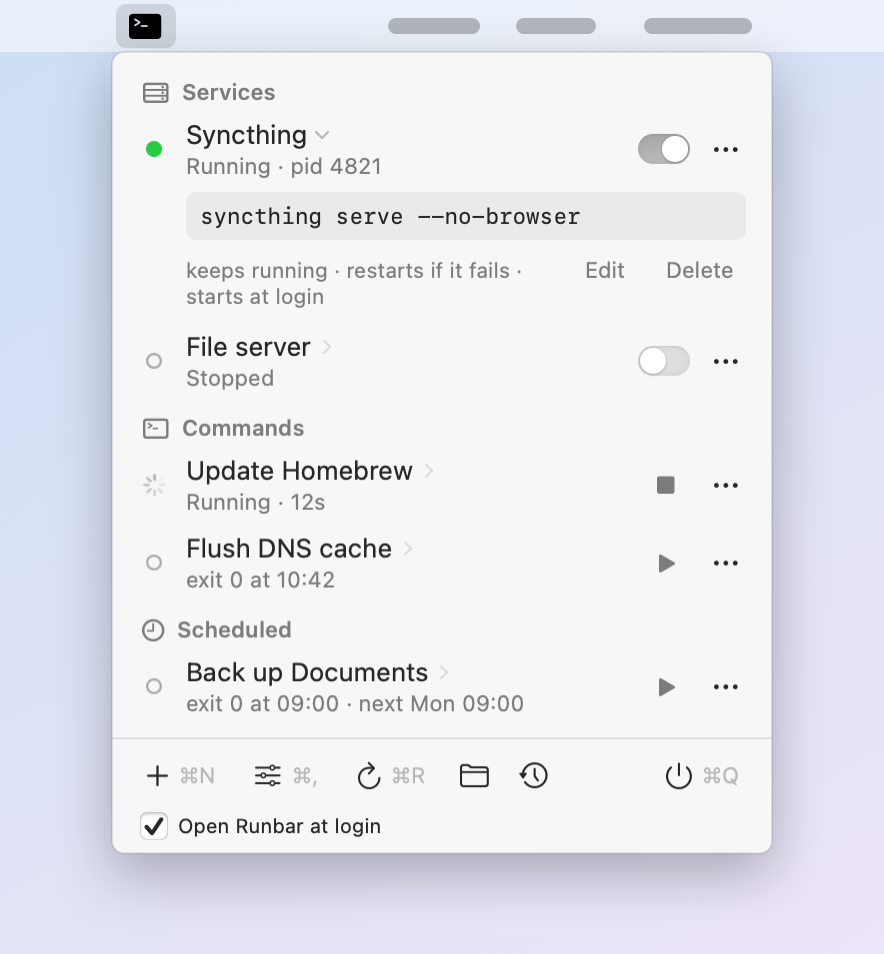 Services
Syncthing
Running · pid 4821
syncthing serve --no-browser
keeps running · restarts if it fails ·
starts at login
Edit
Delete
File server
Stopped
Commands
Update Homebrew
Running · 12s
Flush DNS cache
exit 0 at 10:42
Scheduled
Back up Documents
exit 0 at 09:00 · next Mon 09:00
⌘N
⌘,
⌘R
⌘Q
Open Runbar at login